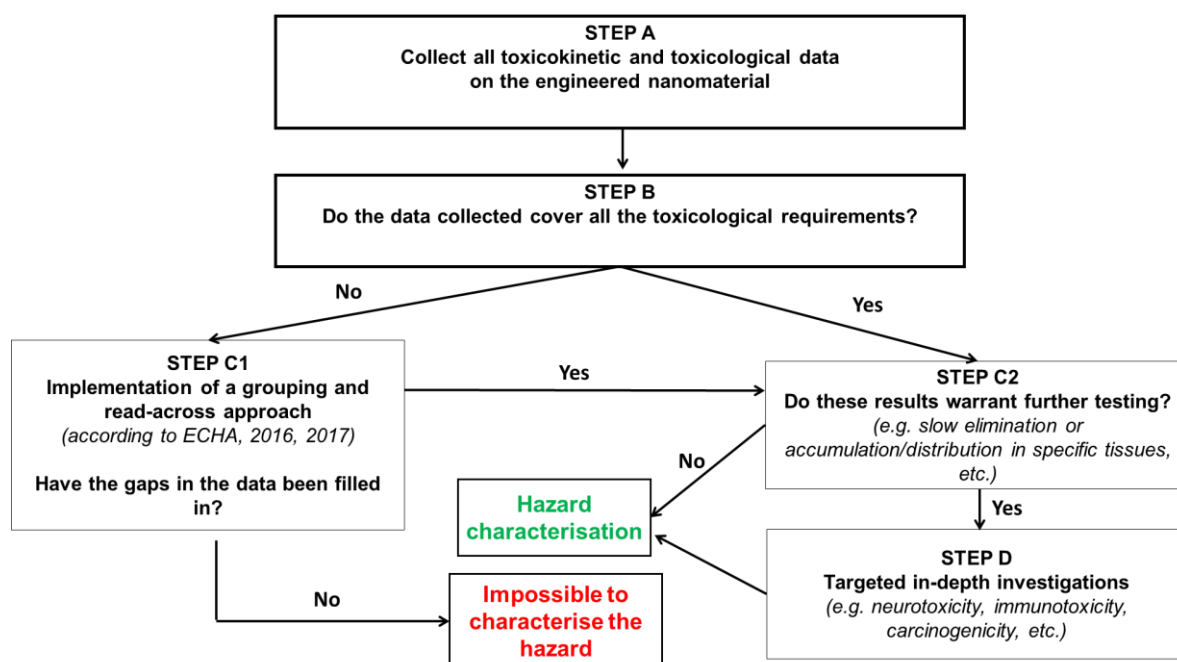 STEP A
Collect all toxicokinetic and toxicological data
on the engineered nanomaterial
STEP B
Do the data collected cover all the toxicological requirements?
No
Yes
STEP C1
Implementation of a grouping and
read-across approach
(according to ECHA, 2016, 2017)
Have the gaps in the data been filled
in?
Yes
STEP C2
Do these results warrant further testing?
(e.g. slow elimination or
accumulation/distribution in specific tissues,
etc.)
No
Hazard
characterisation
Yes
STEP D
Targeted in-depth investigations
(e.g. neurotoxicity, immunotoxicity,
carcinogenicity, etc.)
No
Impossible to
characterise the
hazard